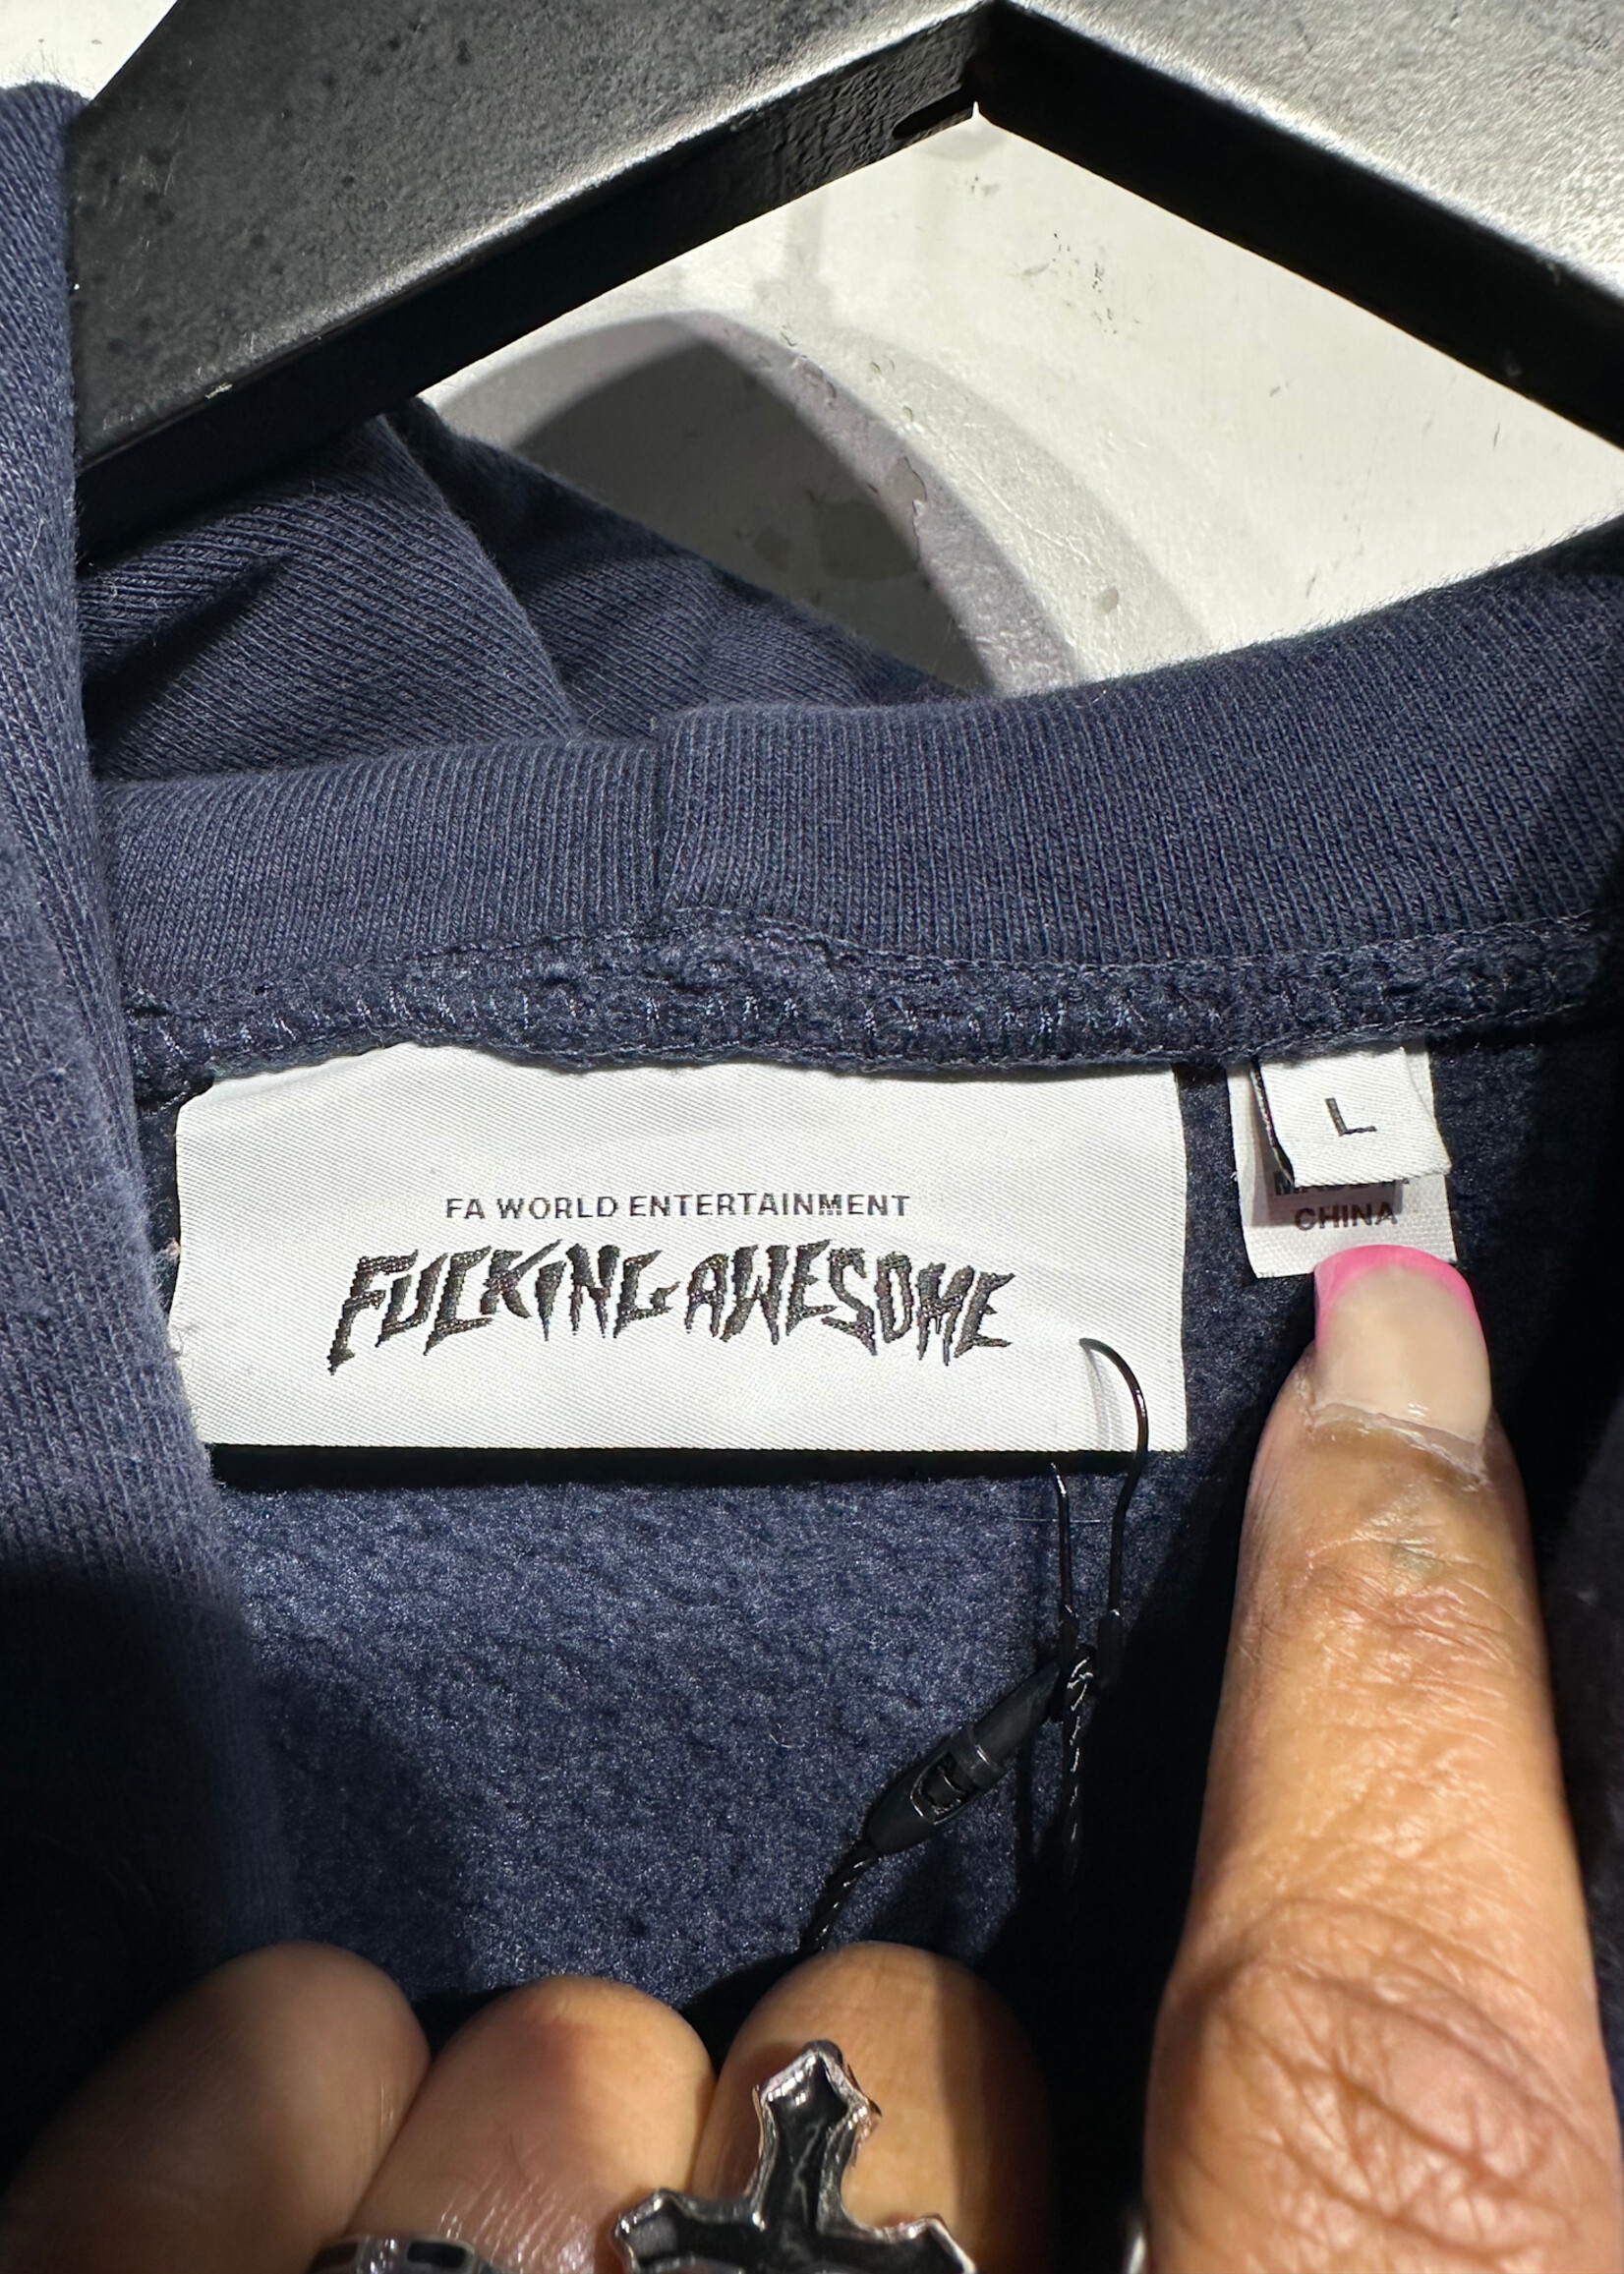 FA WORLD ENTERTAINMENT
FUCKING AWESOME
L
CHINA